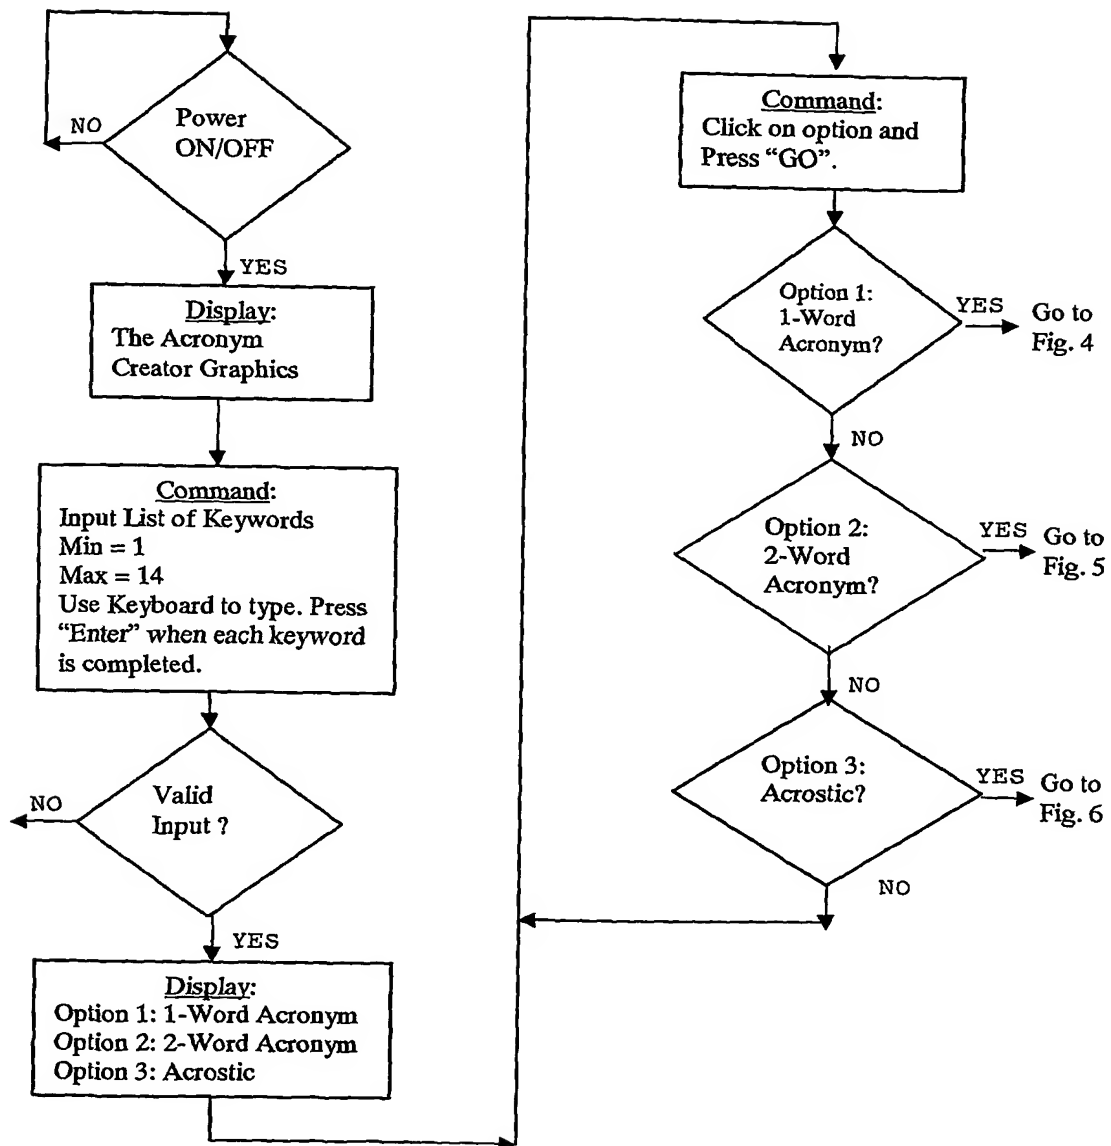 Power
ON/OFF
NO
YES
Display:
The Acronym
Creator Graphics
Command:
Input List of Keywords
Min = 1
Max = 14
Use Keyboard to type. Press
“Enter” when each keyword
is completed.
Valid
Input ?
NO
YES
Display:
Option 1: 1-Word Acronym
Option 2: 2-Word Acronym
Option 3: Acrostic
Command:
Click on option and
Press “GO”.
Option 1:
1-Word
Acronym?
YES
Go to
Fig. 4
NO
Option 2:
2-Word
Acronym?
YES
Go to
Fig. 5
NO
Option 3:
Acrostic?
YES
Go to
Fig. 6
NO